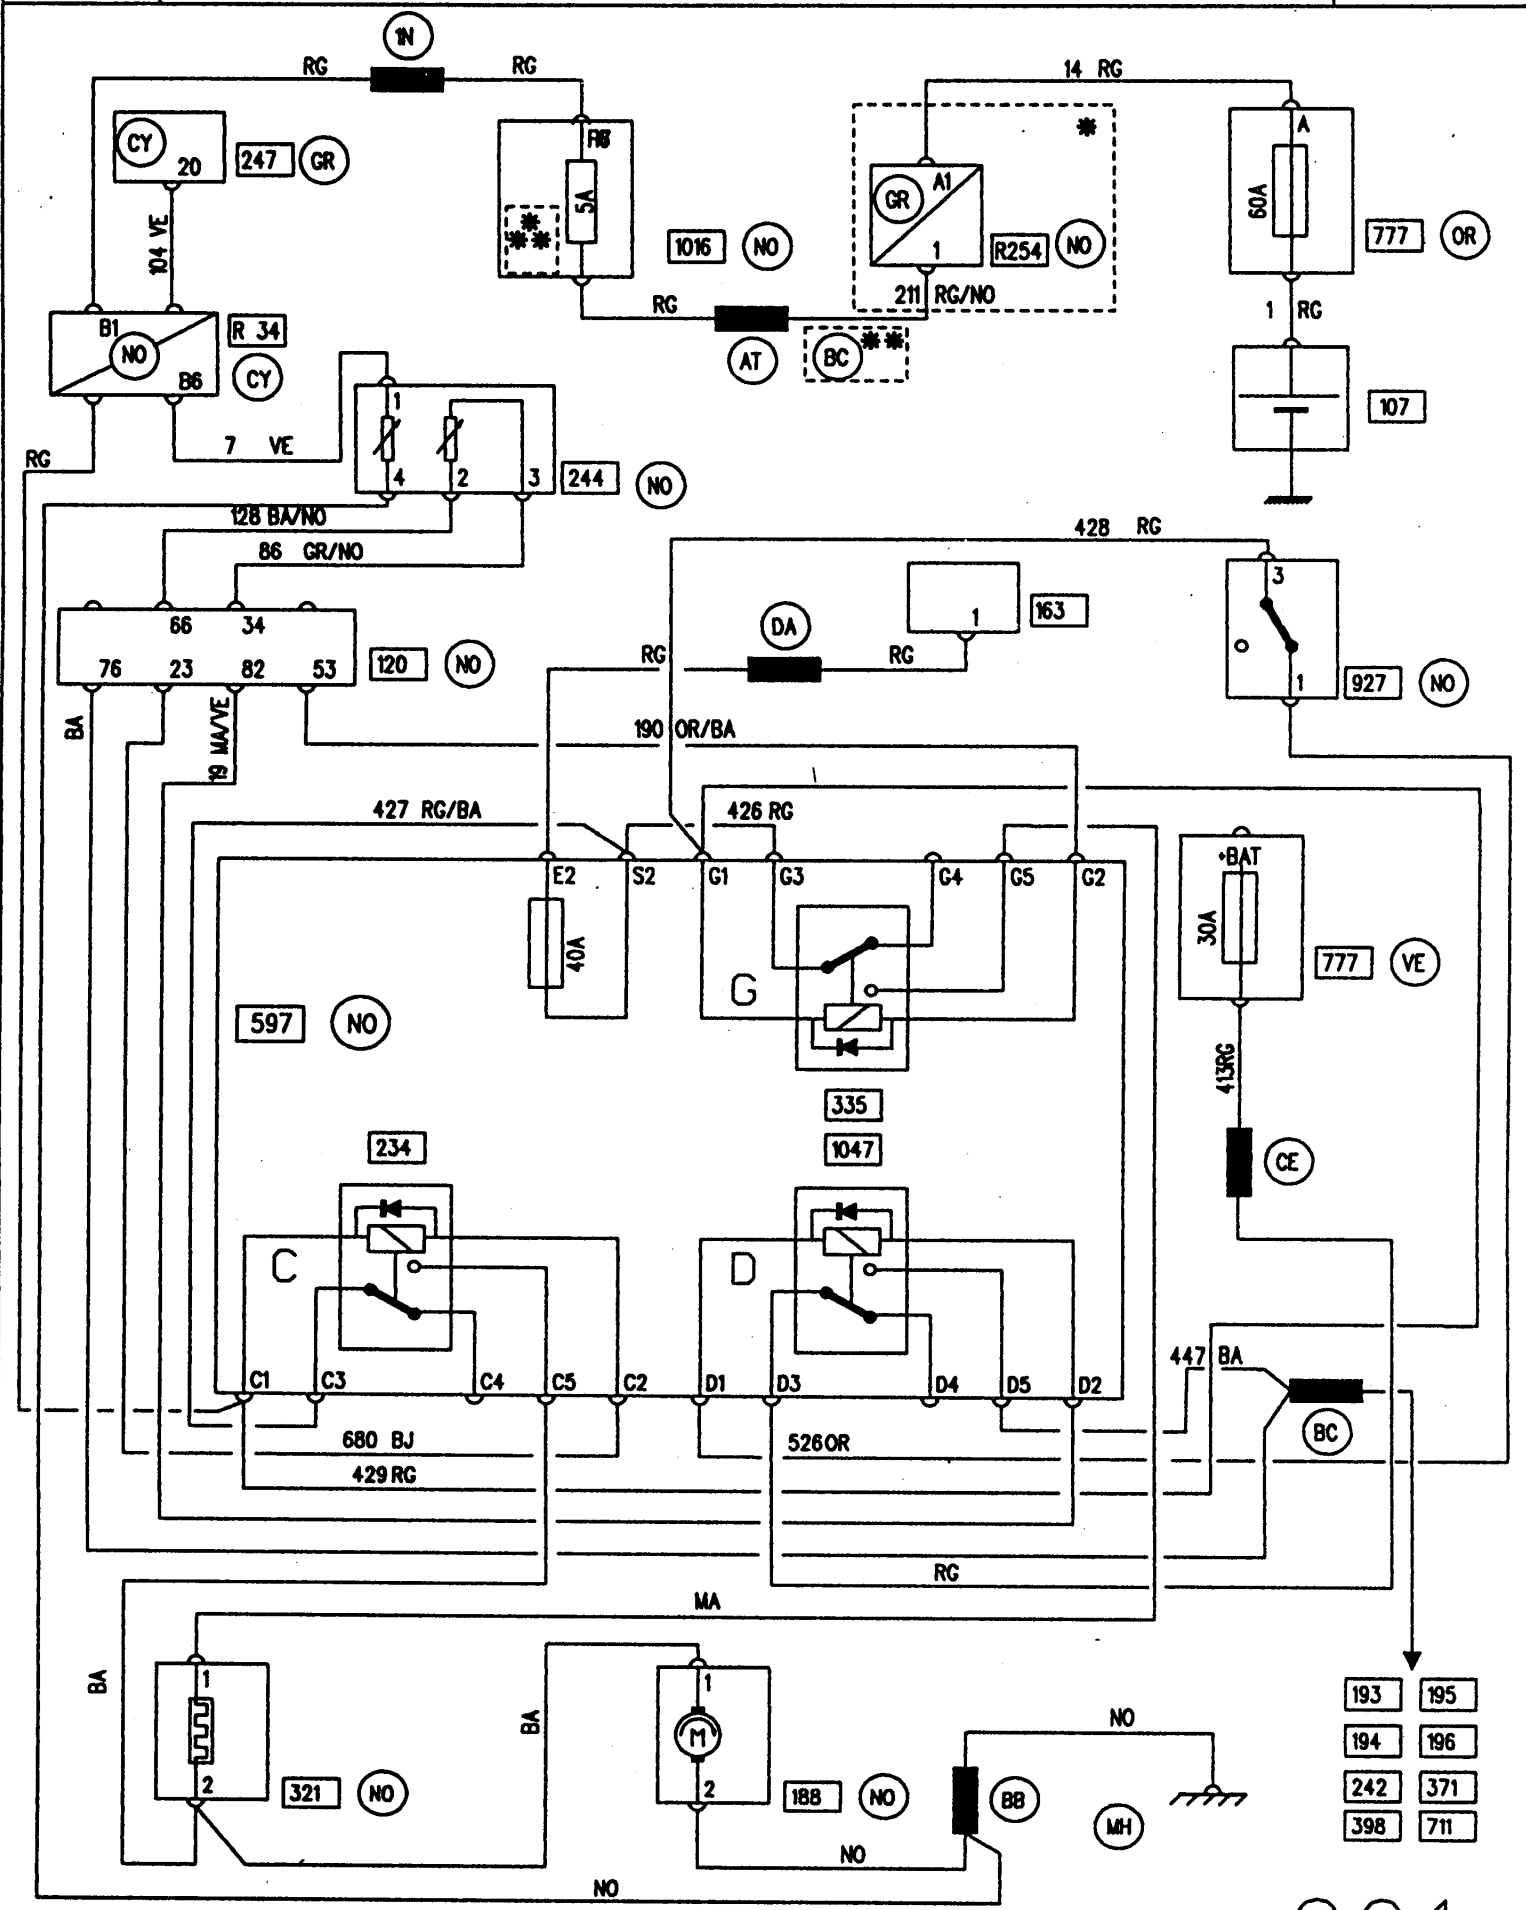 1N
RG RG
14 RG
CY
20
247 GR
104 VE
5A
1016 NO
GR A1
1
R254 NO
*
A
60A
777 OR
** *
RG
211 RG/NO
AT
BC **
1 RG
B1
NO
B6
R 34
CY
107
7 VE
RG
1
4 2 3
244 NO
128 BA/NO
86 GR/NO
428 RG
3
1
927 NO
66 34
76 23 82 53
120 NO
DA
1
163
RG RG
BA
19 MA/VE
190 OR/BA
427 RG/BA
426 RG
E2 S2 G1 G3 G4 G5 G2
40A
G
597 NO
+BAT
30A
777 VE
413RG
335
1047
234
CE
C
D
C1 C3 C4 C5 C2 D1 D3 D4 D5 D2
447 BA
BC
680 BJ
526OR
429RG
RG
MA
BA
1
2
321 NO
BA
1
M
2
188 NO
NO
BB
MH
NO
NO
193 195
194 196
242 371
398 711